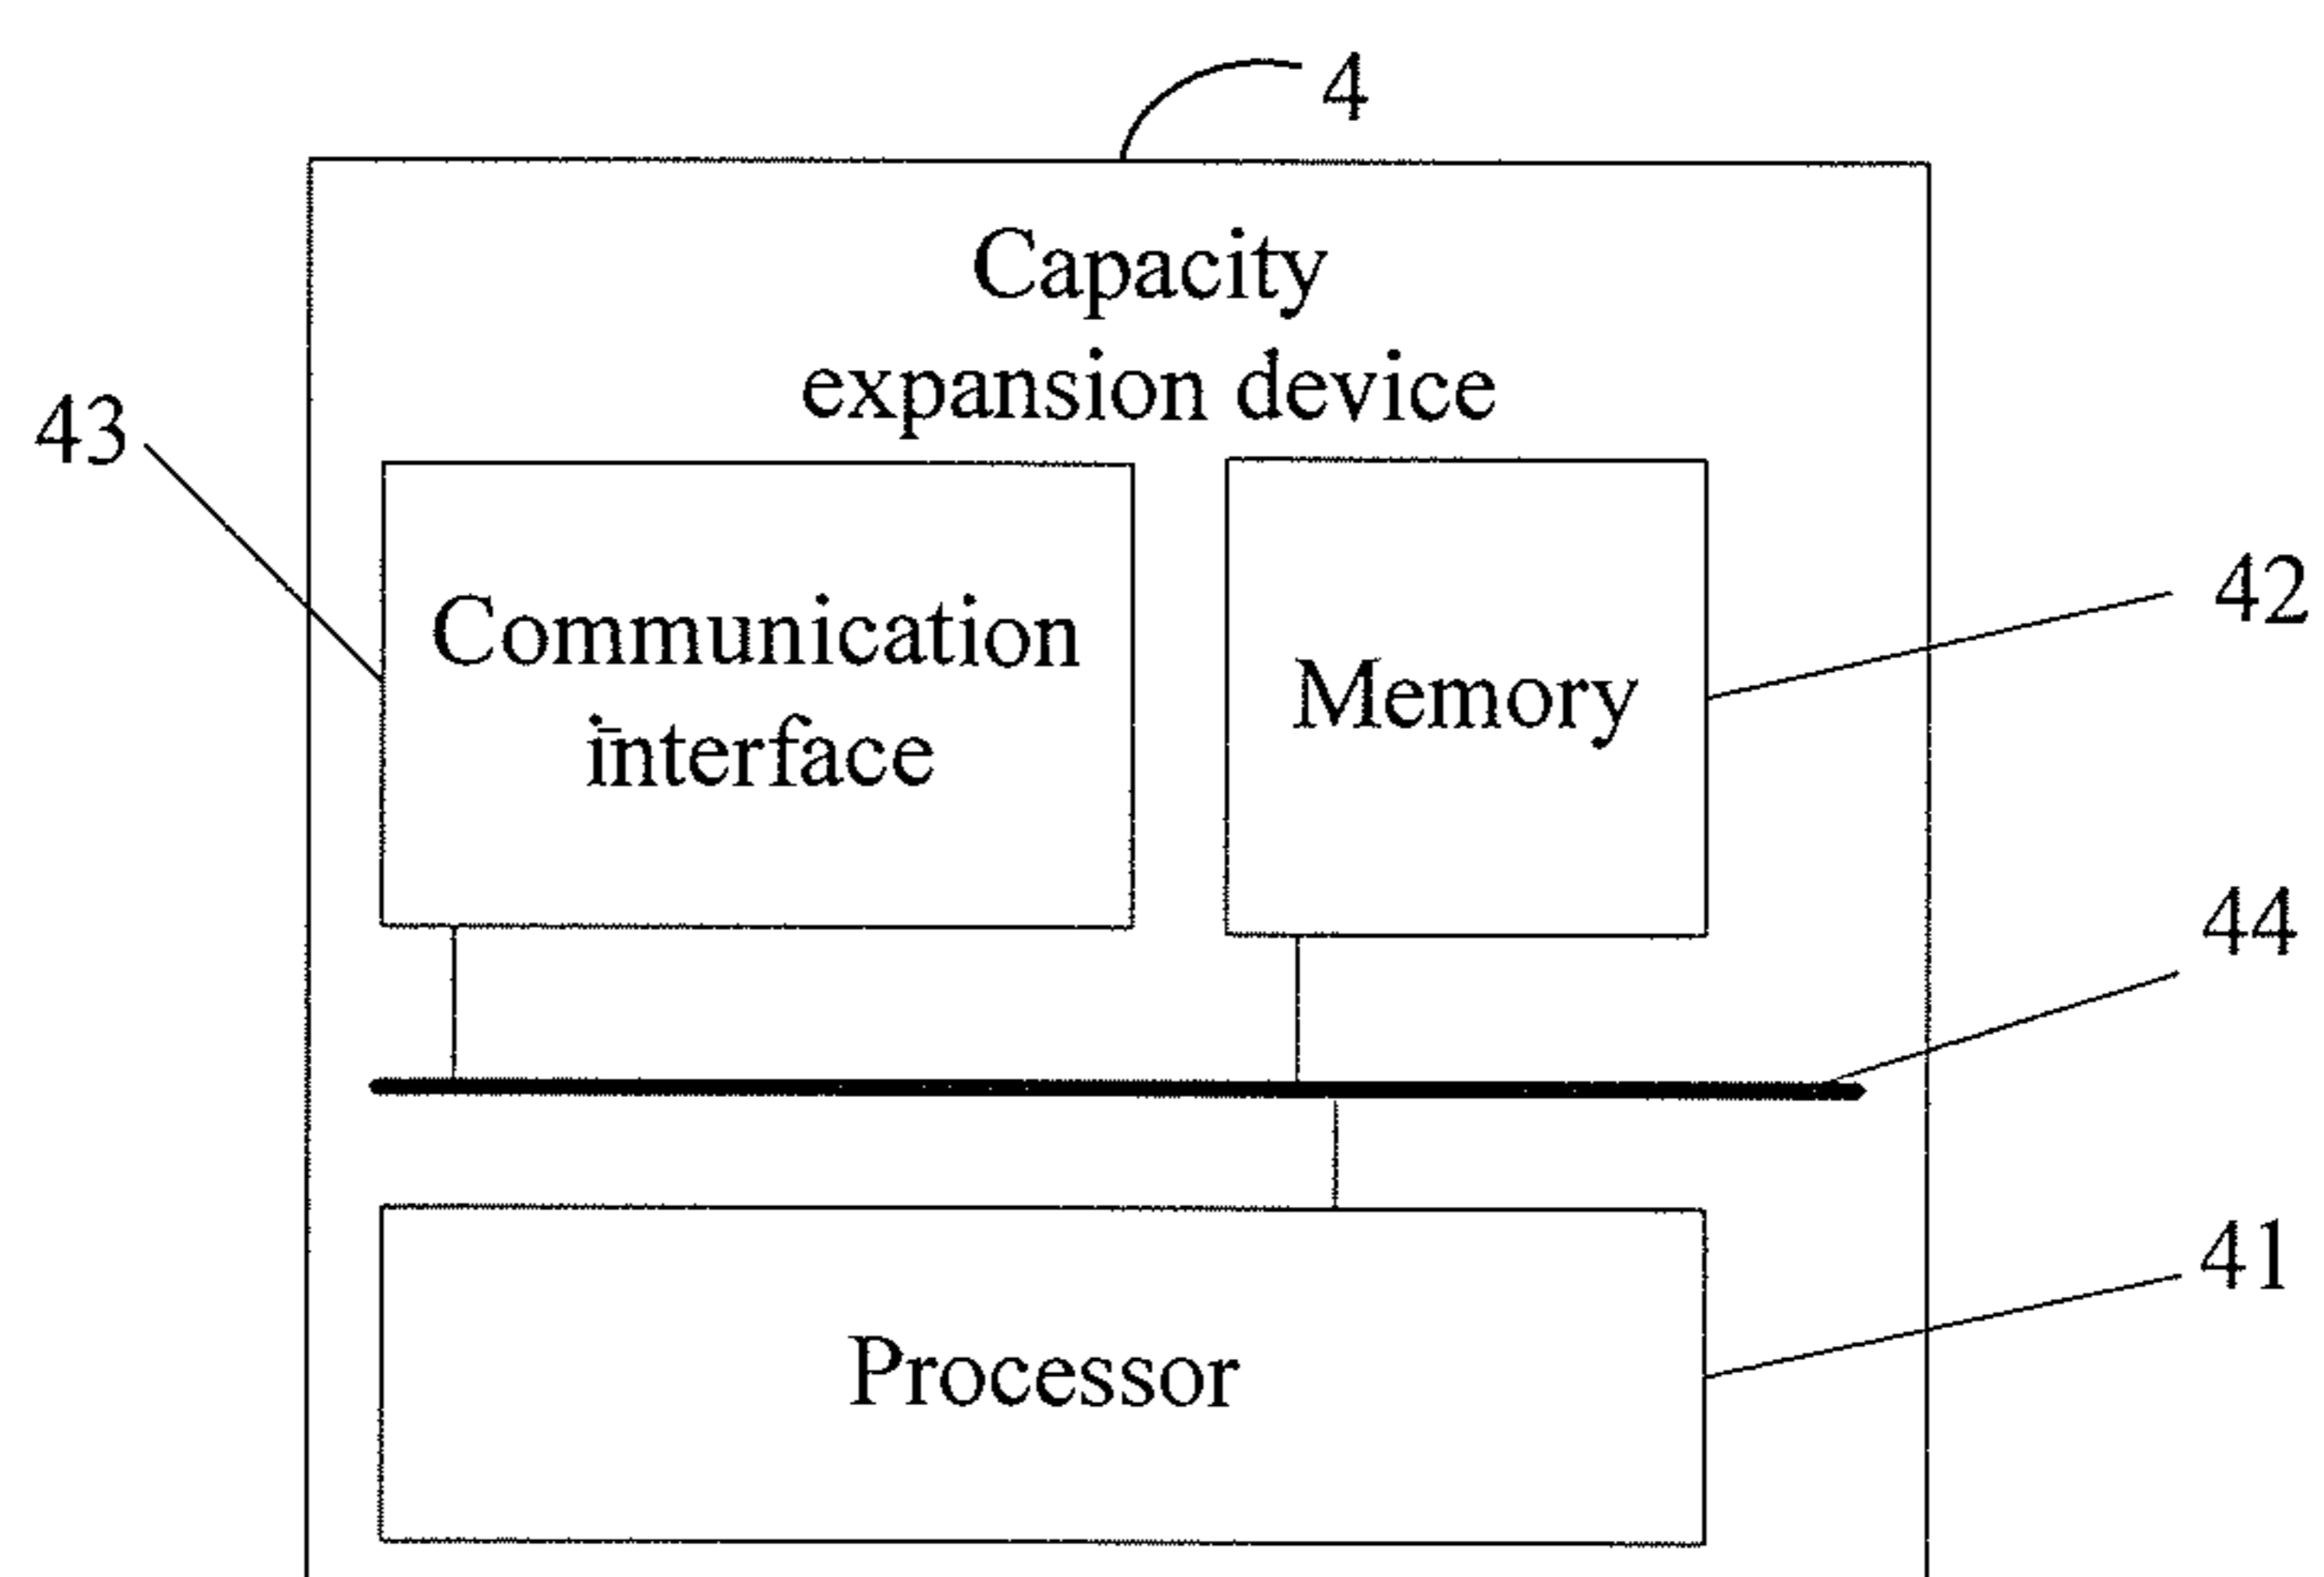 4
Capacity
expansion device
43
Communication
interface
Memory
42
44
41
Processor